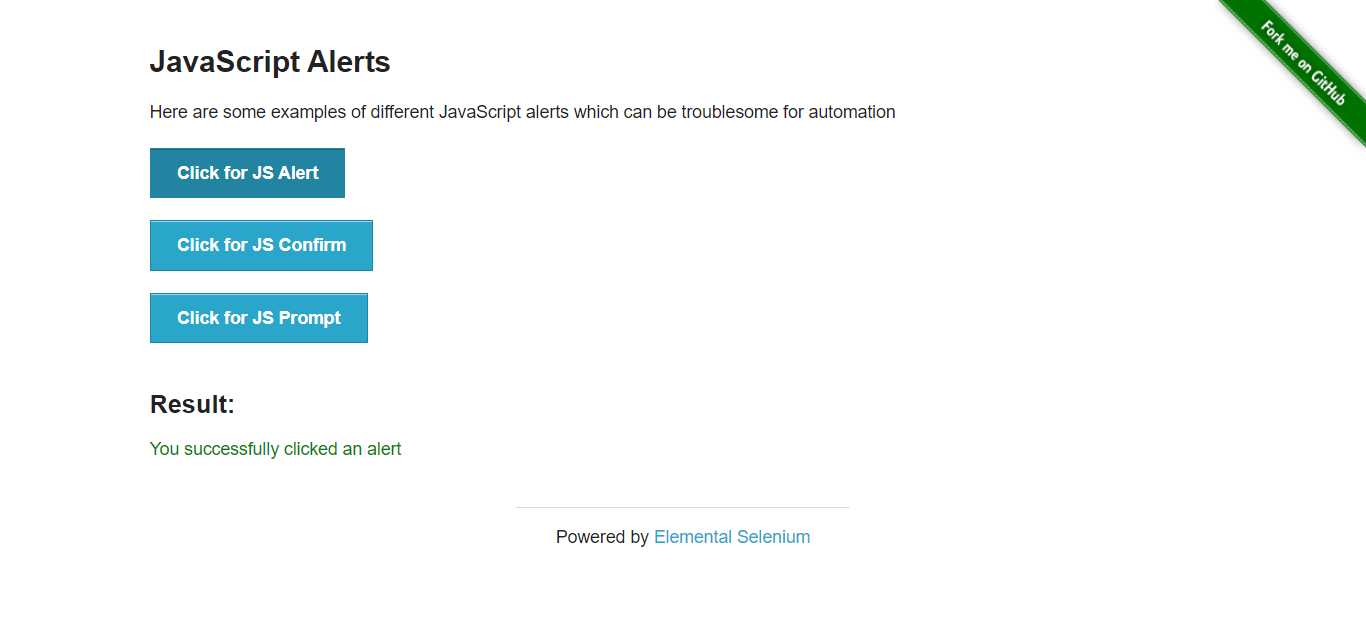 Fork me on GitHub
JavaScript Alerts
Here are some examples of different JavaScript alerts which can be troublesome for automation
Click for JS Alert
Click for JS Confirm
Click for JS Prompt
Result:
You successfully clicked an alert
Powered by Elemental Selenium